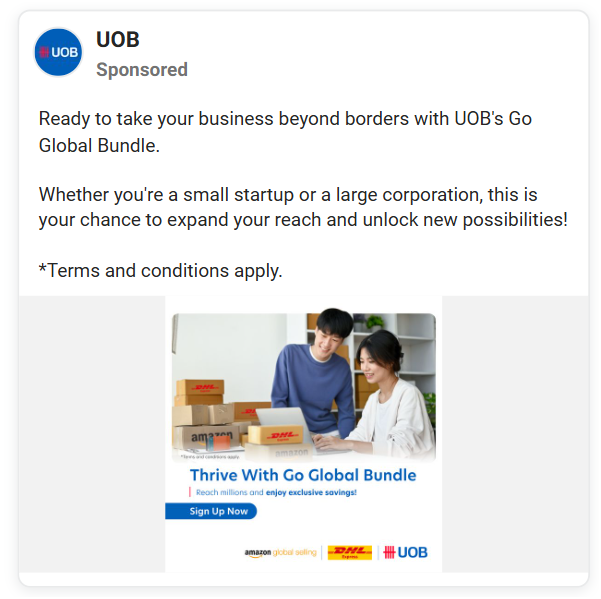 UOB
UOB
Sponsored
Ready to take your business beyond borders with UOB's Go
Global Bundle.
Whether you're a small startup or a large corporation, this is
your chance to expand your reach and unlock new possibilities!
*Terms and conditions apply.
DHL
DHL
amazon
DHL
*Terms and conditions apply
Thrive With Go Global Bundle
Reach millions and enjoy exclusive savings!
Sign Up Now
amazon global selling
DHL
Express
UOB